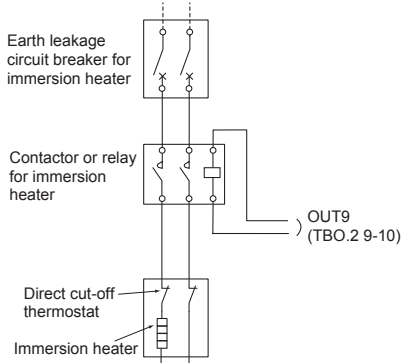 Earth leakage
circuit breaker for
immersion heater
Contactor or relay
for immersion
heater
OUT9
(TBO.2 9-10)
Direct cut-off
thermostat
Immersion heater